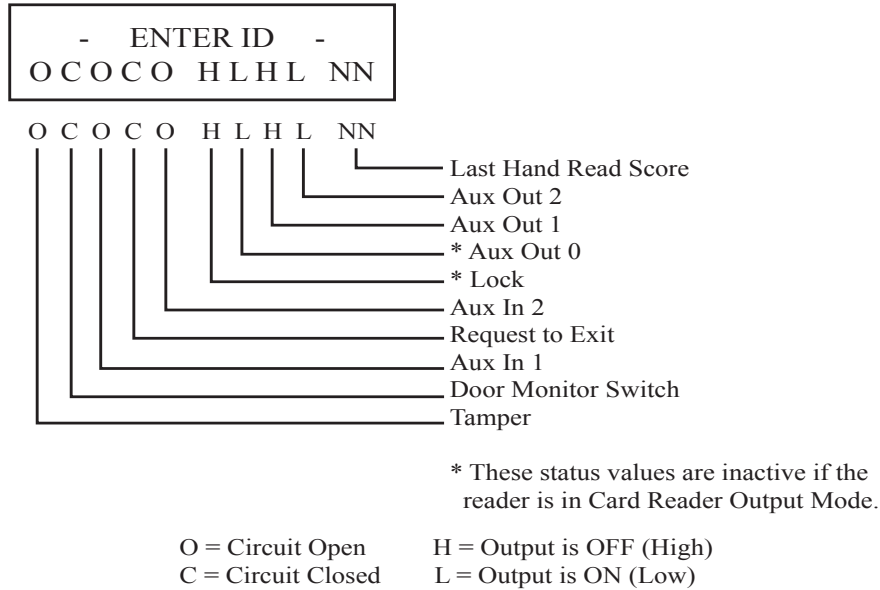 - ENTER ID -
O C O C O H L H L NN
O C O C O H L H L NN
Last Hand Read Score
Aux Out 2
Aux Out 1
* Aux Out 0
* Lock
Aux In 2
Request to Exit
Aux In 1
Door Monitor Switch
Tamper
* These status values are inactive if the
reader is in Card Reader Output Mode.
O = Circuit Open H = Output is OFF (High)
C = Circuit Closed L = Output is ON (Low)